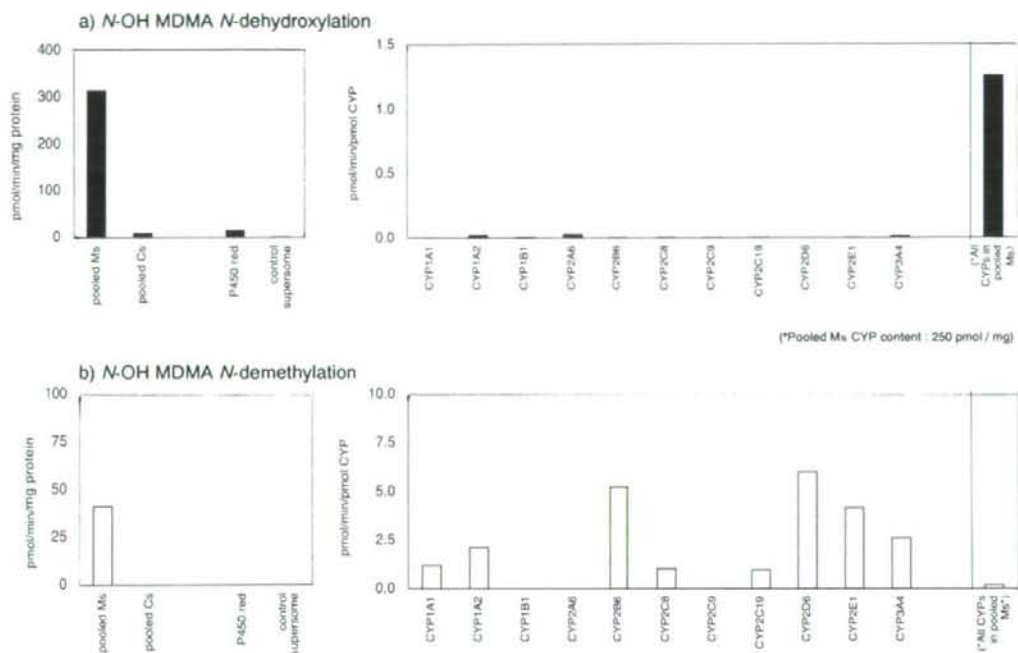 a) N-OH MDMA N-dehydroxylation
pmol/min/mg protein
400
300
200
100
0
pooled Ms
pooled Cs
P450 red
control
supersome
pmol/min/pmol CYP
1.5
1.0
0.5
0.0
CYP1A1
CYP1A2
CYP1B1
CYP2A6
CYP2B6
CYP2C8
CYP2C9
CYP2C19
CYP2D6
CYP2E1
CYP3A4
(*All
CYPs in
pooled
Ms)
(*Pooled Ms CYP content : 250 pmol / mg)
b) N-OH MDMA N-demethylation
pmol/min/mg protein
100
75
50
25
0
pooled Ms
pooled Cs
P450 red
control
supersome
pmol/min/pmol CYP
10.0
7.5
5.0
2.5
0.0
CYP1A1
CYP1A2
CYP1B1
CYP2A6
CYP2B6
CYP2C8
CYP2C9
CYP2C19
CYP2D6
CYP2E1
CYP3A4
(*All CYPs
in pooled
Ms*)